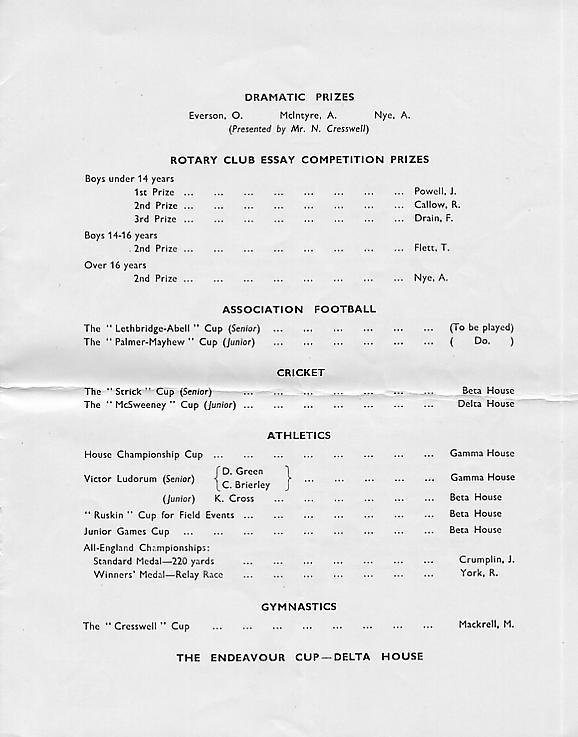 DRAMATIC PRIZES
Everson, O. McIntyre, A. Nye, A.
(Presented by Mr. N. Cresswell)
ROTARY CLUB ESSAY COMPETITION PRIZES
Boys under 14 years
1st Prize ... ... ... ... ... ... ... ... Powell, J.
2nd Prize ... ... ... ... ... ... ... ... Callow, R.
3rd Prize ... ... ... ... ... ... ... ... Drain, F.
Boys 14-16 years
2nd Prize ... ... ... ... ... ... ... ... Flett, T.
Over 16 years
2nd Prize ... ... ... ... ... ... ... ... Nye, A.
ASSOCIATION FOOTBALL
The " Lethbridge-Abell " Cup (Senior) ... ... ... ... ... ... (To be played)
The " Palmer-Mayhew " Cup (Junior) ... ... ... ... ... ... ( Do. )
CRICKET
The " Strick " Cup (Senior) ... ... ... ... ... ... Beta House
The " McSweeney " Cup (Junior) ... ... ... ... ... ... ... Delta House
ATHLETICS
House Championship Cup ... ... ... ... ... ... ... ... Gamma House
Victor Ludorum (Senior) { D. Green
C. Brierley } ... ... ... ... ... Gamma House
(Junior) K. Cross ... ... ... ... ... ... ... Beta House
" Ruskin " Cup for Field Events ... ... ... ... ... ... ... Beta House
Junior Games Cup ... ... ... ... ... ... ... ... ... Beta House
All-England Championships:
Standard Medal—220 yards ... ... ... ... ... ... ... Crumplin, J.
Winners' Medal—Relay Race ... ... ... ... ... ... ... York, R.
GYMNASTICS
The " Cresswell " Cup ... ... ... ... ... ... ... ... Mackrell, M.
THE ENDEAVOUR CUP—DELTA HOUSE